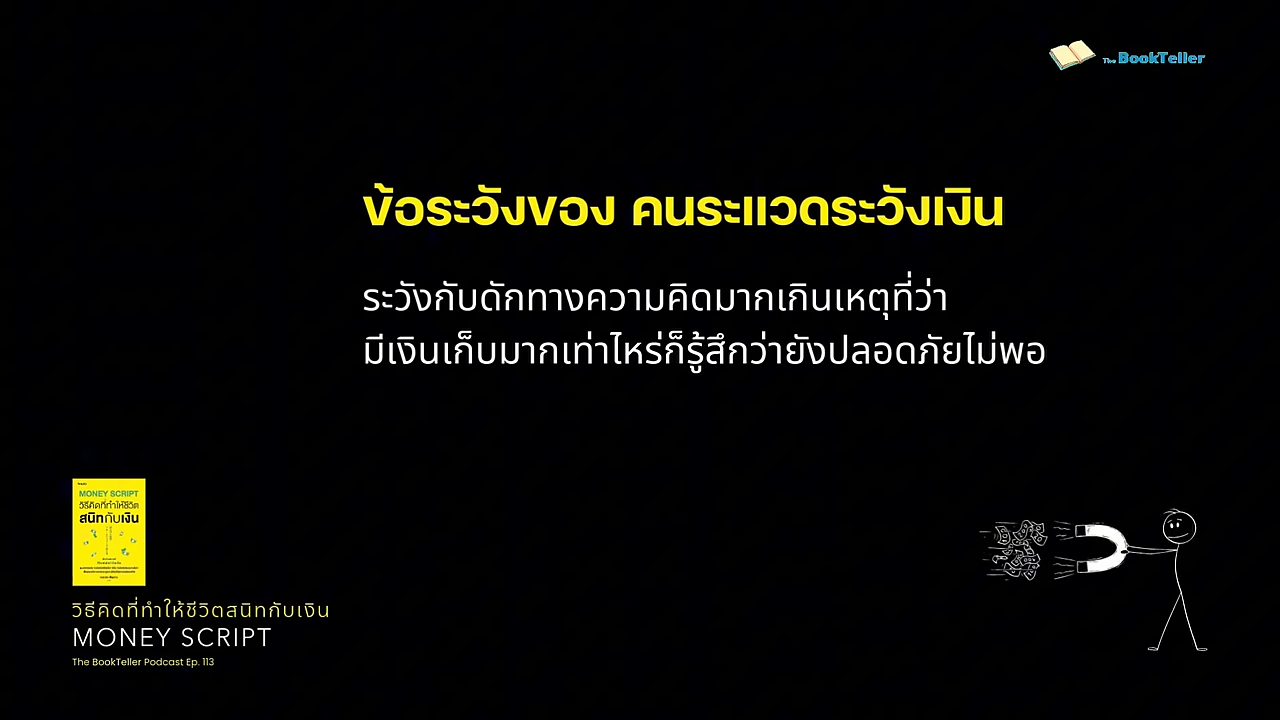 The BookTeller
ข้อระวังของ คนระแวดระวังเงิน
ระวังกับดักทางความคิดมากเกินเหตุที่ว่า
มีเงินเก็บมากเท่าไหร่ก็รู้สึกว่ายังปลอดภัยไม่พอ
MONEY SCRIPT
วิธีคิดที่ทำให้ชีวิต
สนิทกับเงิน
วิธีคิดที่ทำให้ชีวิตสนิทกับเงิน
MONEY SCRIPT
The BookTeller Podcast Ep. 113